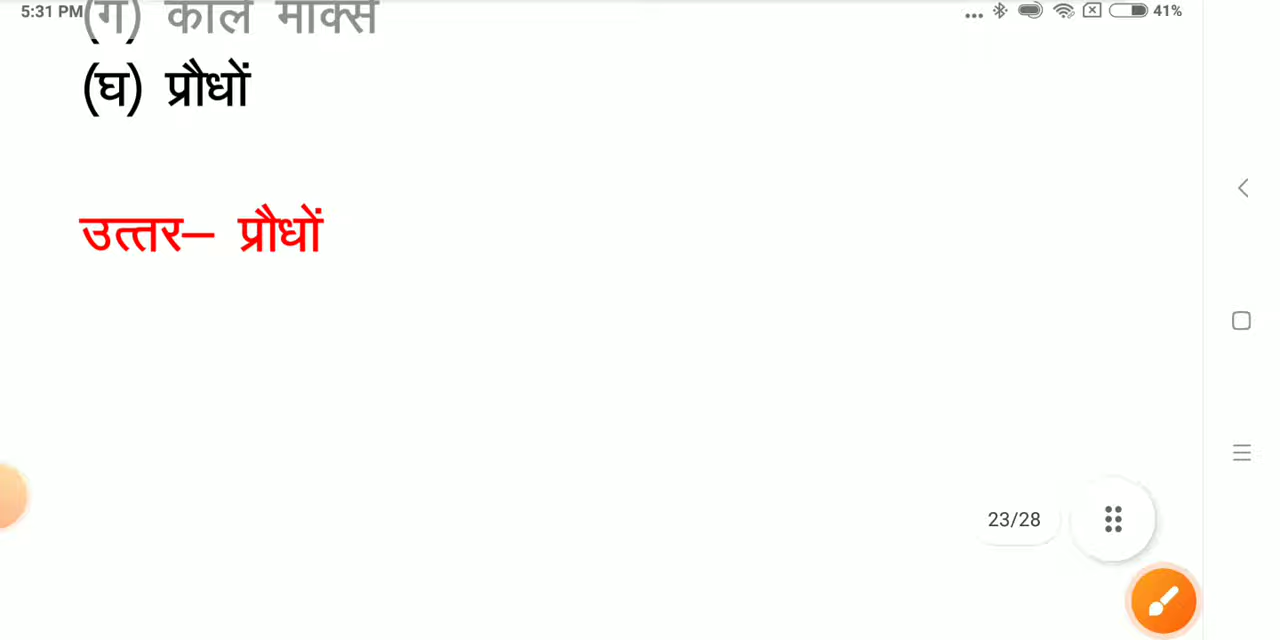 5:31 PM
41%
(ग) कार्ल मार्क्स
(घ) प्रौधों
उत्तर– प्रौधों
23/28